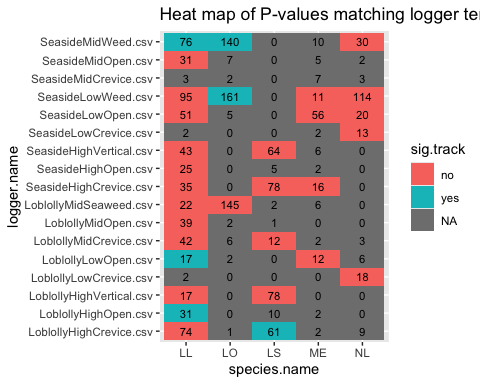 Heat map of P-values matching logger te
SeasideMidWeed.csv 76 140 0 10 30
SeasideMidOpen.csv 31 7 0 5 2
SeasideMidCrevice.csv 3 2 0 7 3
SeasideLowWeed.csv 95 161 0 11 114
SeasideLowOpen.csv 51 5 0 56 20
SeasideLowCrevice.csv 2 0 0 2 13
SeasideHighVertical.csv 43 0 64 6 0
SeasideHighOpen.csv 25 0 5 2 0
SeasideHighCrevice.csv 35 0 78 16 0
LoblollyMidSeaweed.csv 22 145 2 6 0
LoblollyMidOpen.csv 39 2 1 0 0
LoblollyMidCrevice.csv 42 6 12 2 3
LoblollyLowOpen.csv 17 2 0 12 6
LoblollyLowCrevice.csv 2 0 0 0 18
LoblollyHighVertical.csv 17 0 78 0 0
LoblollyHighOpen.csv 31 0 10 2 0
LoblollyHighCrevice.csv 74 1 61 2 9
LL LO LS ME NL
species.name
logger.name
sig.track
no
yes
NA